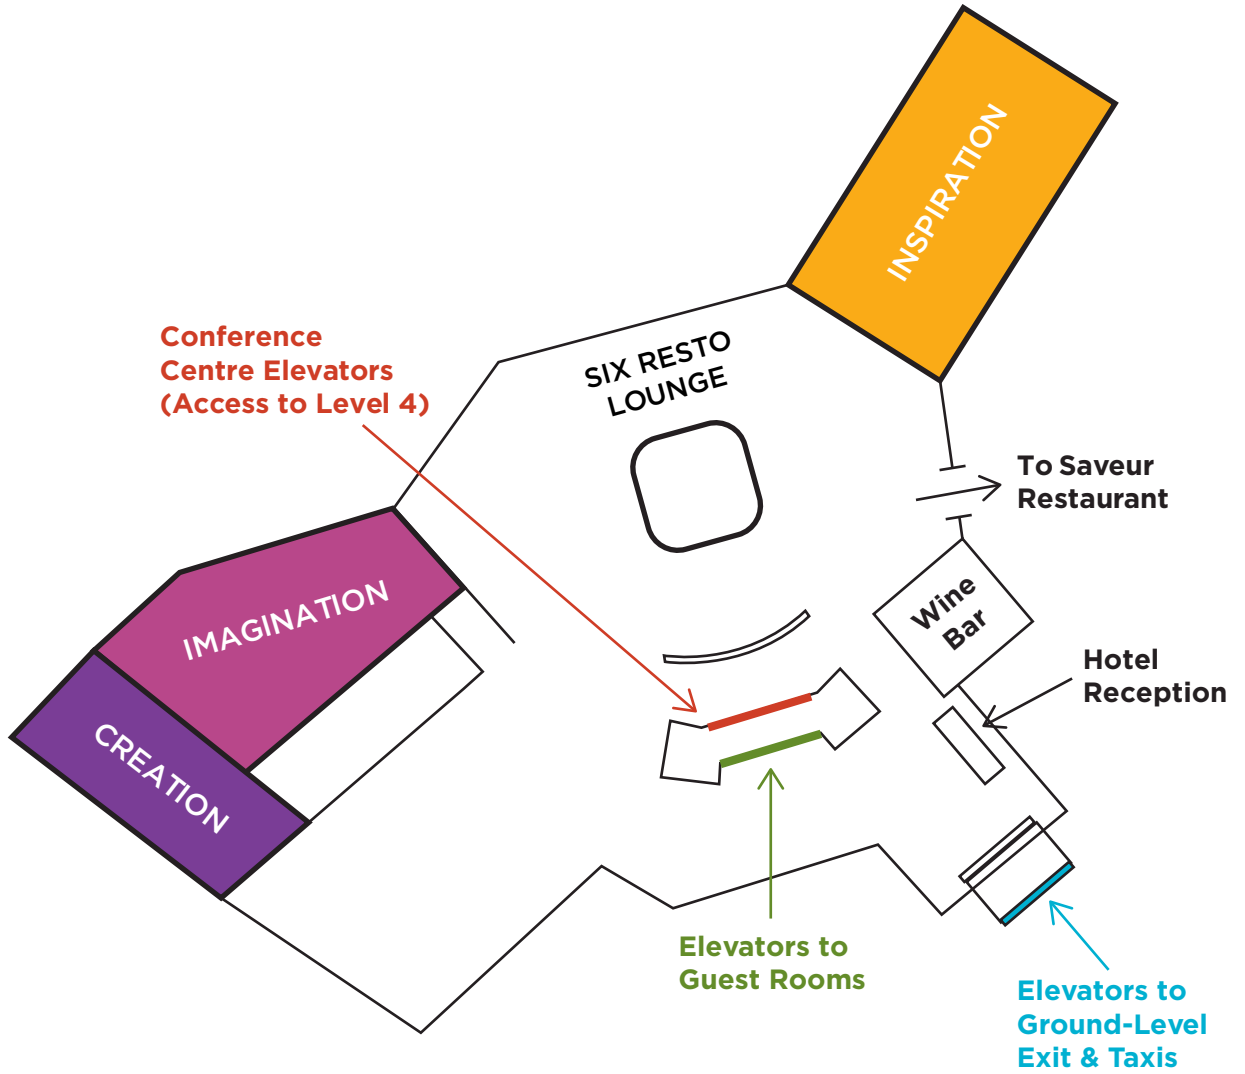 INSPIRATION
Conference
Centre Elevators
(Access to Level 4)
SIX RESTO
LOUNGE
To Saveur
Restaurant
IMAGINATION
Wine
Bar
Hotel
Reception
CREATION
Elevators to
Guest Rooms
Elevators to
Ground-Level
Exit & Taxis